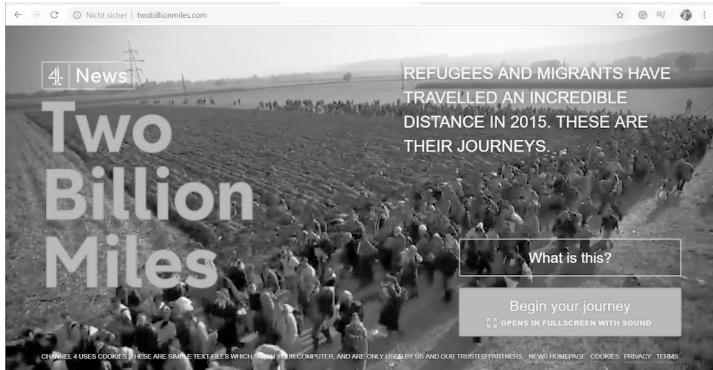 Nicht sicher | twobillionmiles.com
4 News
Two
Billion
Miles
REFUGEES AND MIGRANTS HAVE
TRAVELLED AN INCREDIBLE
DISTANCE IN 2015. THESE ARE
THEIR JOURNEYS.
What is this?
Begin your journey
OPENS IN FULLSCREEN WITH SOUND
CHANNEL 4 USES COOKIES. THESE ARE SIMPLE TEXT FILES WHICH SIT ON YOUR COMPUTER, AND ARE ONLY USED BY US AND OUR TRUSTED PARTNERS. NEWS HOMEPAGE COOKIES PRIVACY TERMS